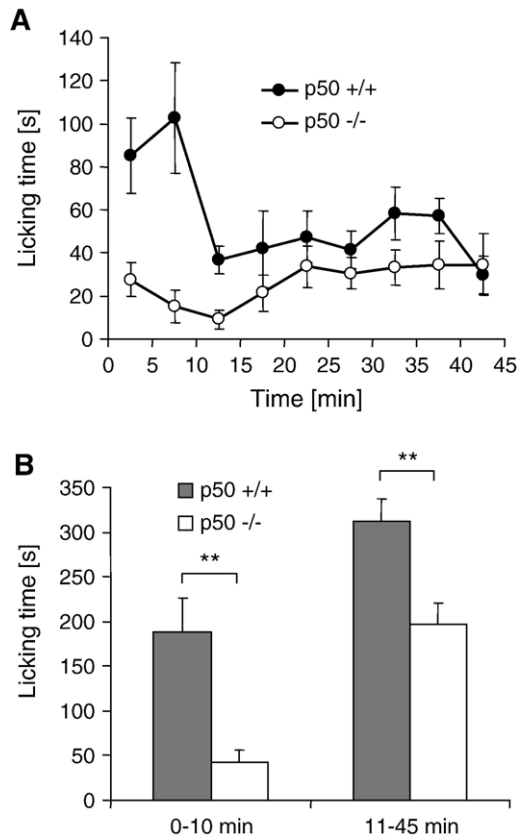 A
140
120
100
80
60
40
20
0
Licking time [s]
p50 +/+
p50 -/-
0 5 10 15 20 25 30 35 40 45
Time [min]
B
350
300
250
200
150
100
50
0
Licking time [s]
p50 +/+
p50 -/-
**
**
0-10 min 11-45 min